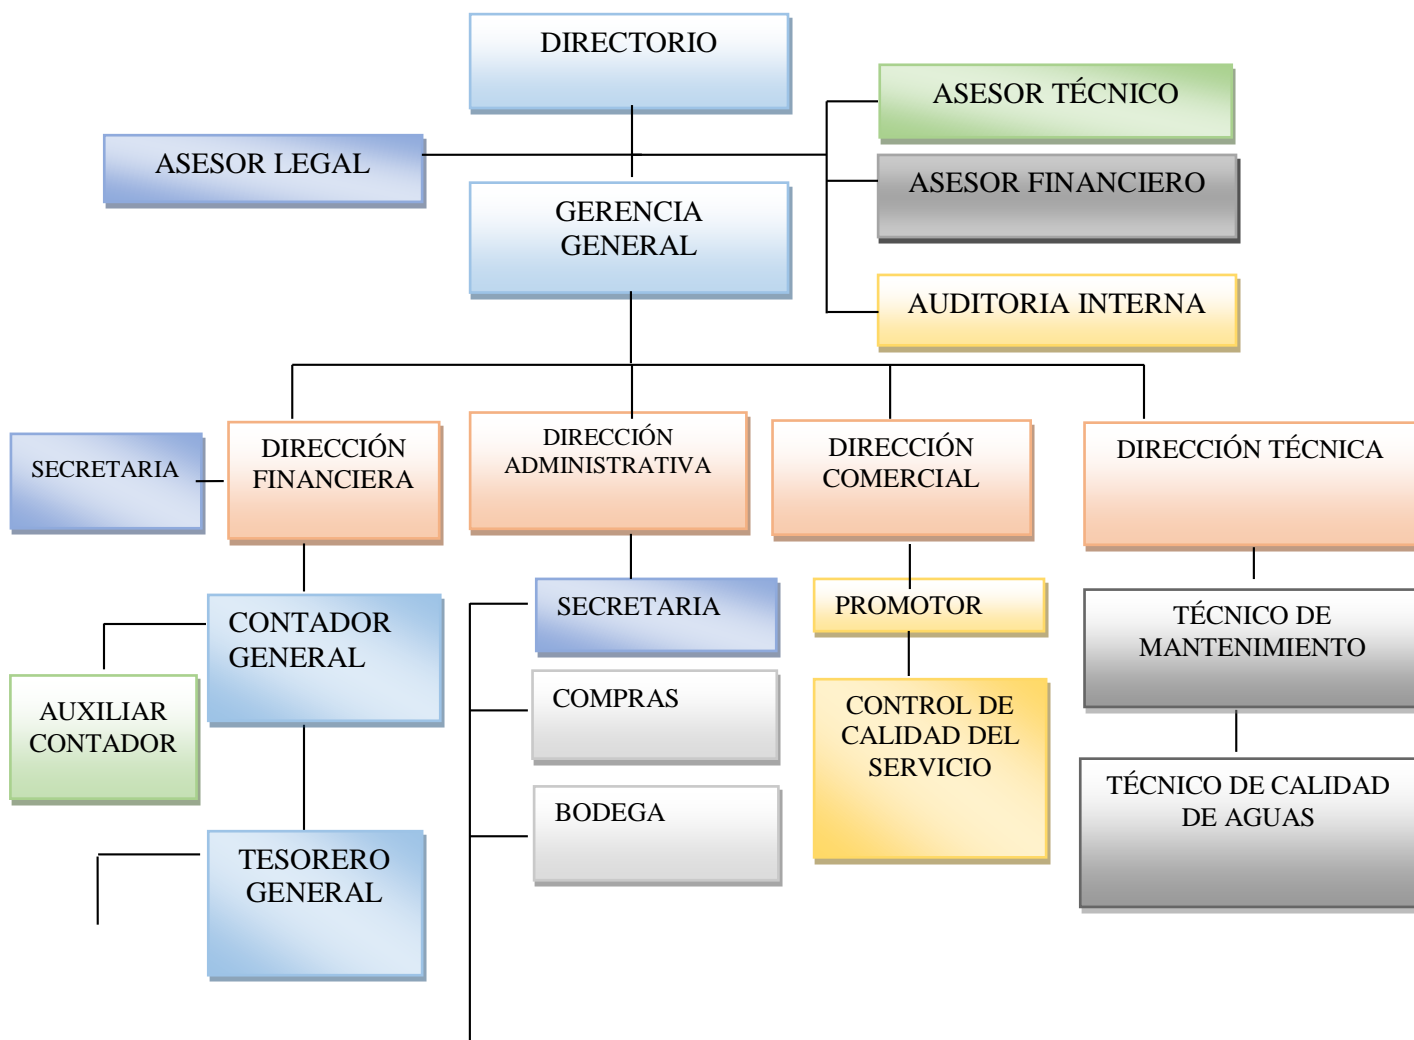 DIRECTORIO
ASESOR TÉCNICO
ASESOR LEGAL
ASESOR FINANCIERO
GERENCIA
GENERAL
AUDITORIA INTERNA
SECRETARIA
DIRECCIÓN
FINANCIERA
DIRECCIÓN
ADMINISTRATIVA
DIRECCIÓN
COMERCIAL
DIRECCIÓN TÉCNICA
CONTADOR
GENERAL
SECRETARIA
PROMOTOR
TÉCNICO DE
MANTENIMIENTO
AUXILIAR
CONTADOR
COMPRAS
CONTROL DE
CALIDAD DEL
SERVICIO
TÉCNICO DE CALIDAD
DE AGUAS
BODEGA
TESORERO
GENERAL